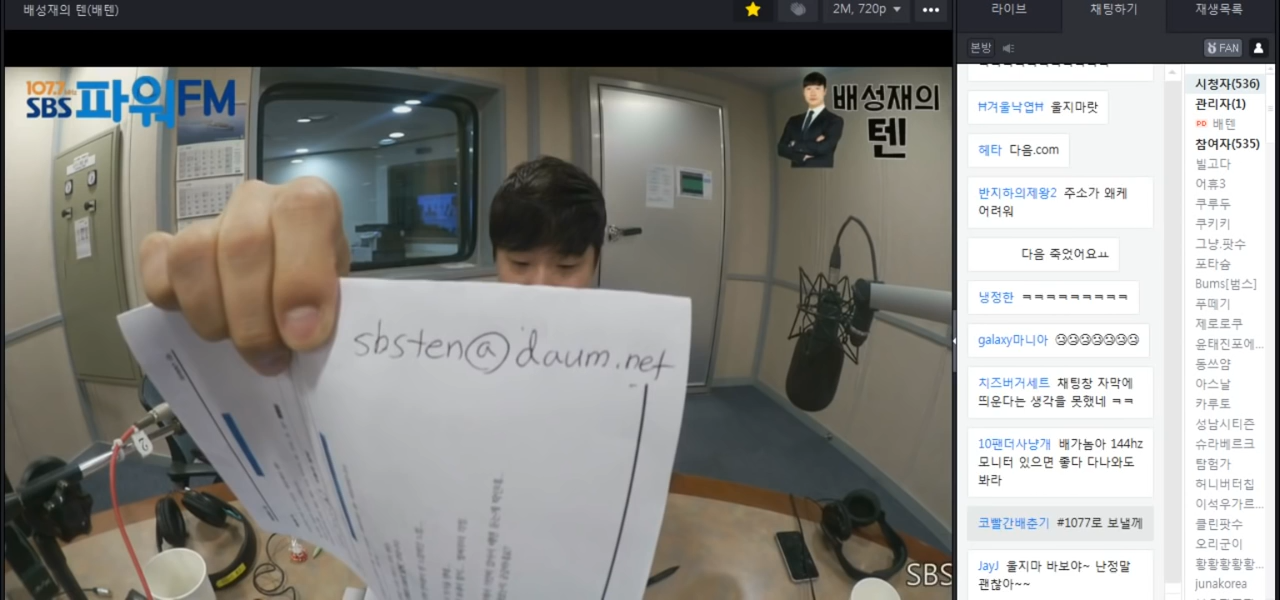 배성재의 텐(배텐)
2M, 720p
107.7 MHz
SBS 파워FM
배성재의
텐
sbsten@daum.net
SBS
라이브
채팅하기
재생목록
본방
FAN
ㅋㅋㅋㅋㅋㅋㅋㅋㅋㅋㅋㅋㅋ
울지마랏
헤타 다음.com
반지하의제왕2 주소가 왜케
어려워
다음 죽었어요ㅛ
냉정한 ㅋㅋㅋㅋㅋㅋㅋㅋㅋ
galaxy마니아
치즈버거세트 채팅창 자막에
띄운다는 생각을 못했네 ㅋㅋ
10팬더사냥개 배가놈아 144hz
모니터 있으면 좋다 다나와도
봐라
코빨간배춘기 #1077로 보낼께
JayJ 울지마 바보야~ 난정말
괜찮아~~
시청자(536)
관리자(1)
PD 배텐
참여자(535)
빌고다
어휴3
쿠루두
쿠키키
그냥.팟수
포타슘
Bums[범스]
푸떼기
제로로쿠
윤태진포에...
동쓰얌
아스날
카루토
성남시티즌
슈라베르크
탐험가
허니버터칩
이석우가르...
클린팟수
오리군이
황황황황황...
junakorea